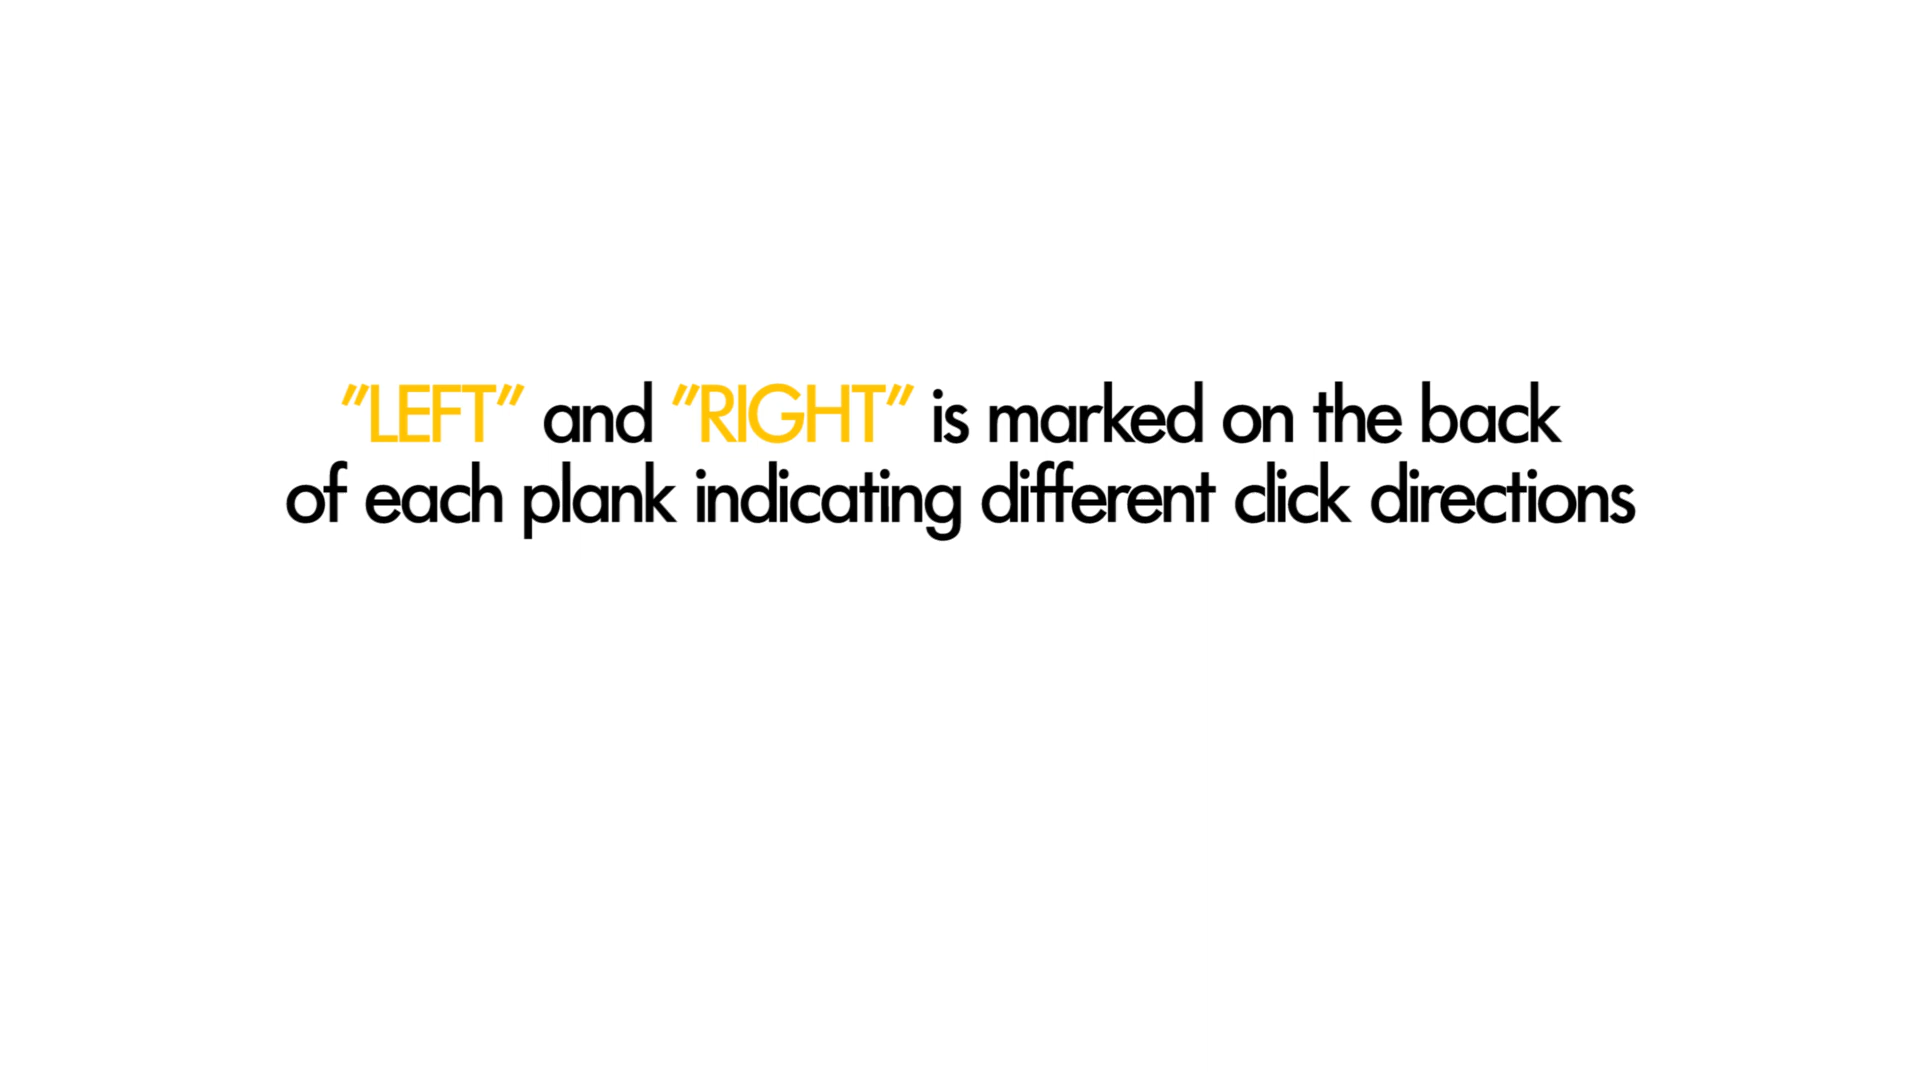 "LEFT" and "RIGHT" is marked on the back
of each plank indicating different click directions